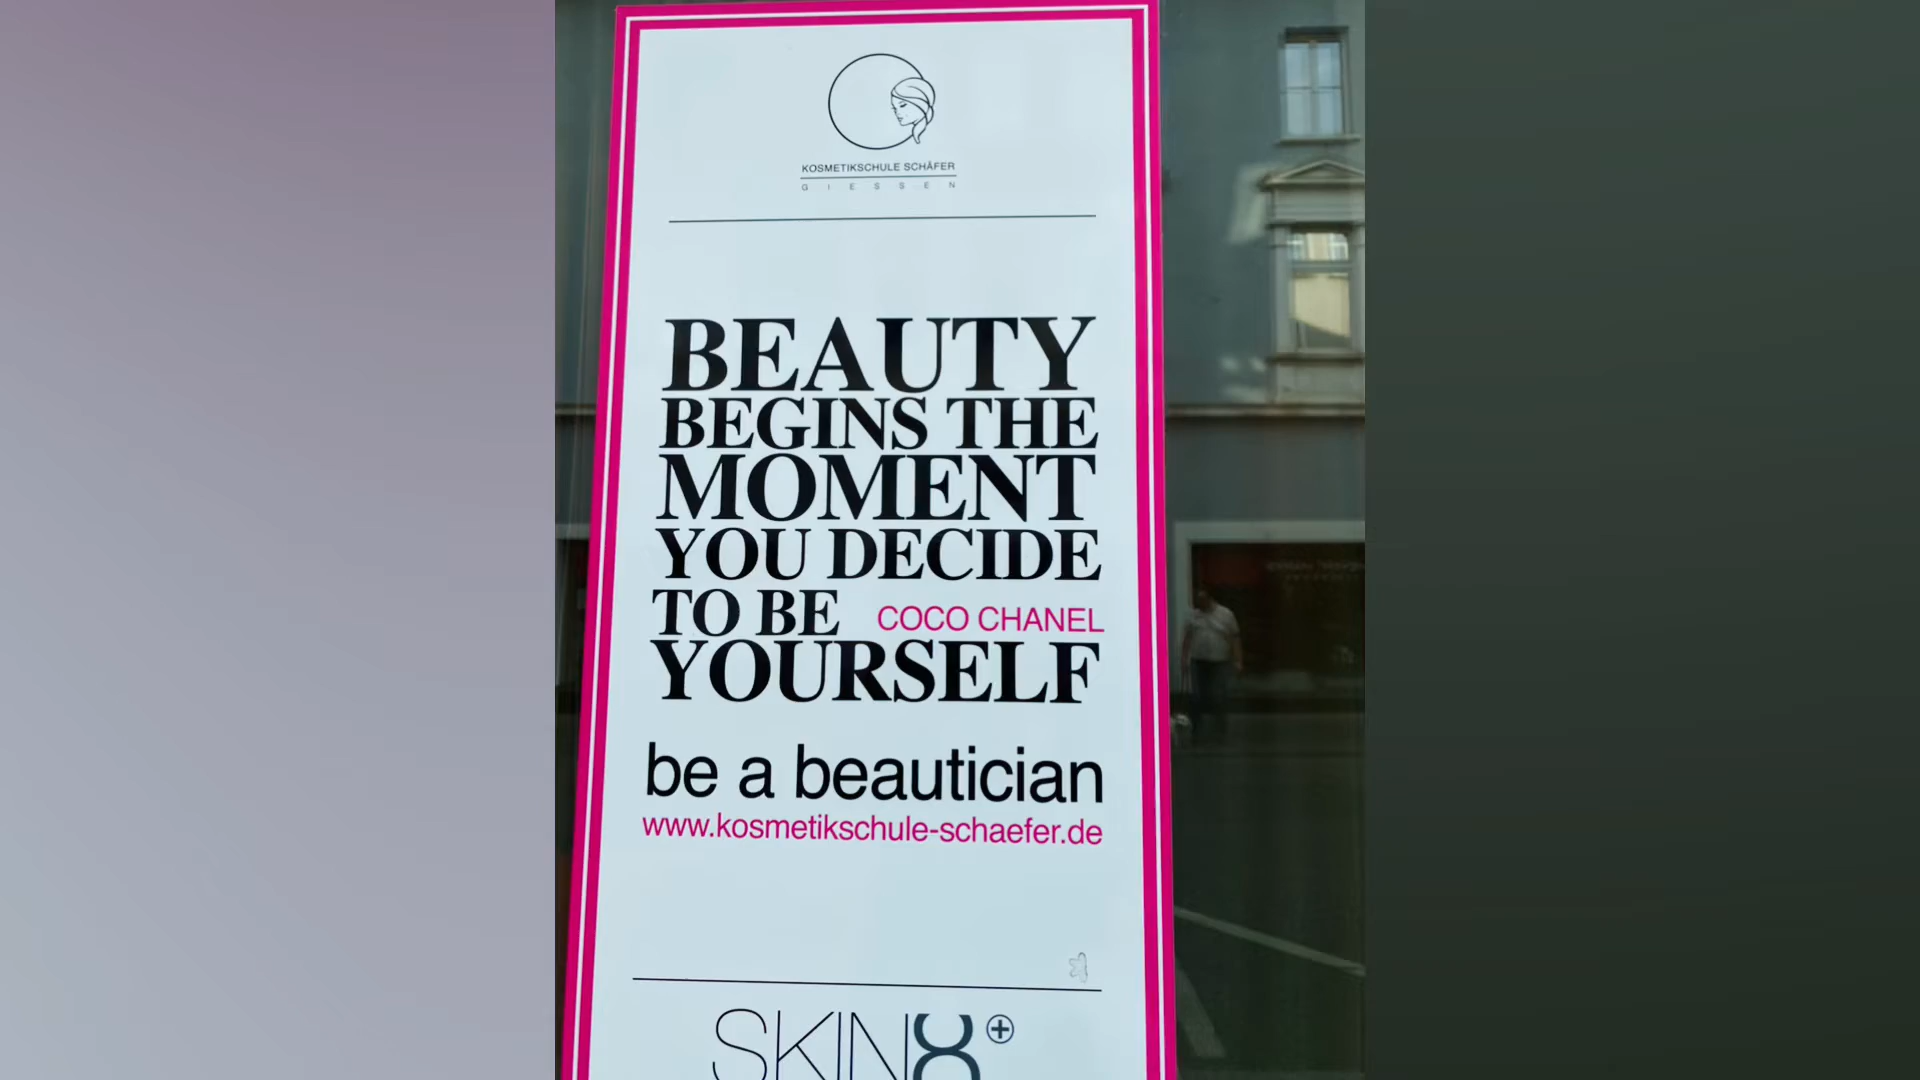 KOSMETIKSCHULE SCHÄFER
GIESSEN
BEAUTY
BEGINS THE
MOMENT
YOU DECIDE
TO BE COCO CHANEL
YOURSELF
be a beautician
www.kosmetikschule-schaefer.de